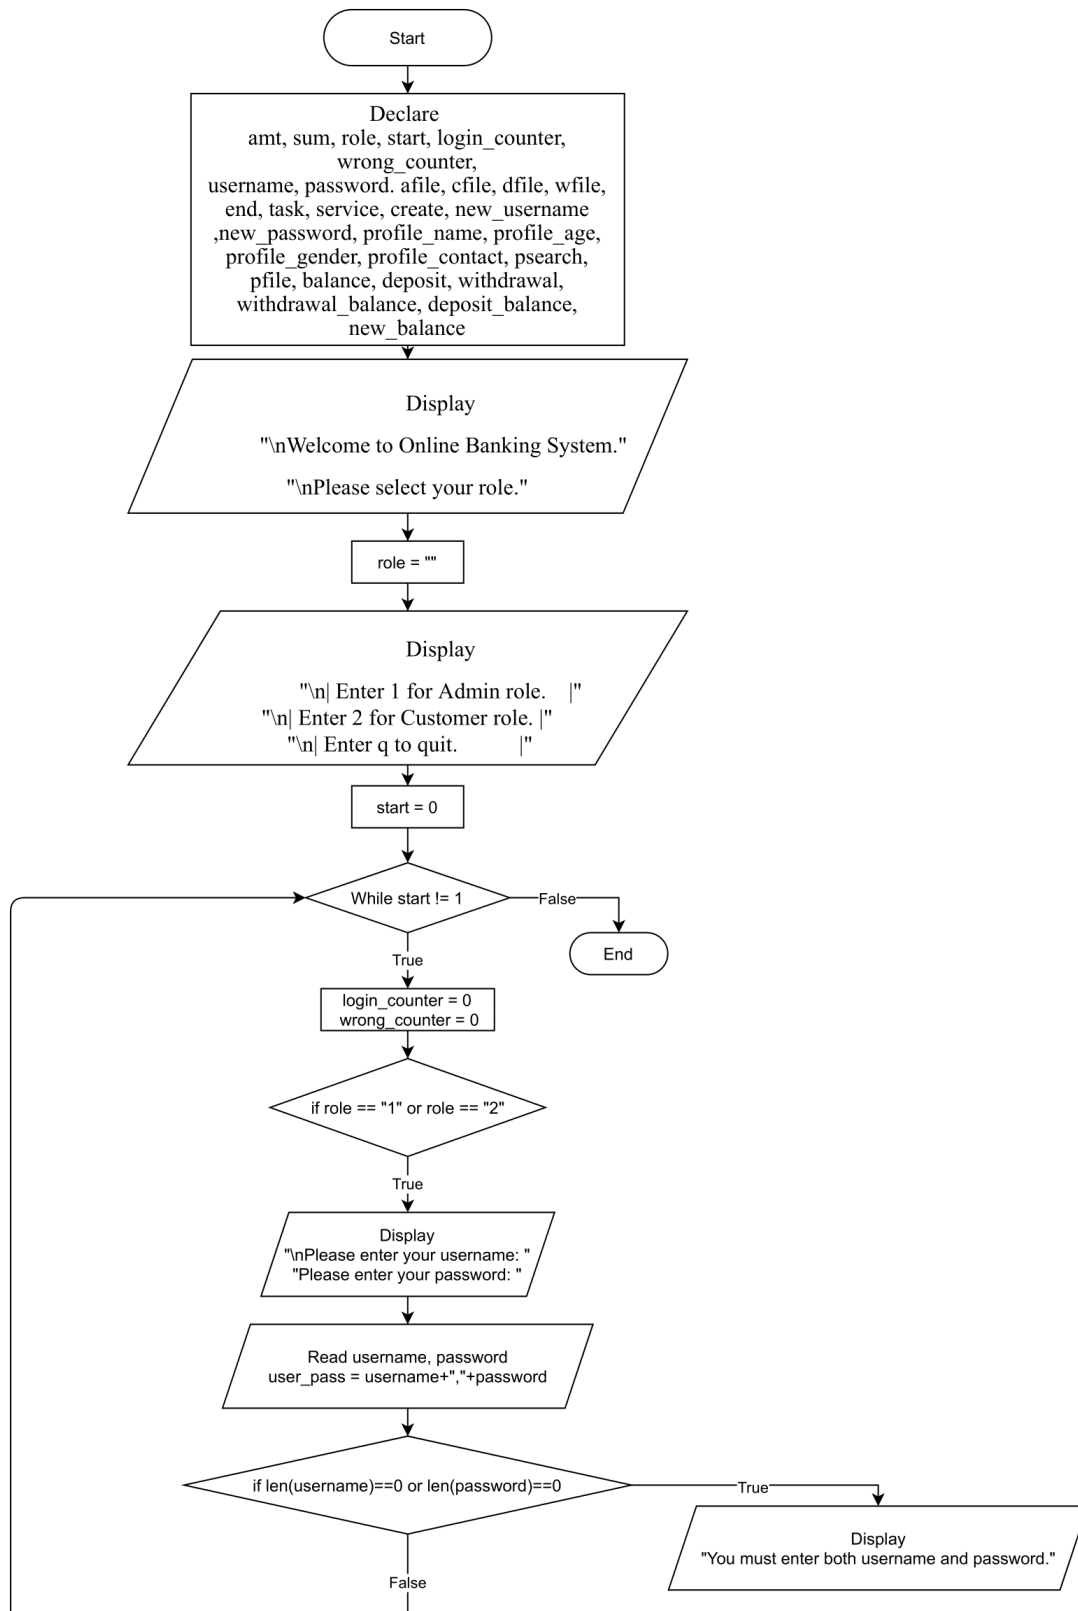 Start
Declare
amt, sum, role, start, login_counter,
wrong_counter,
username, password. afile, cfile, dfile, wfile,
end, task, service, create, new_username
,new_password, profile_name, profile_age,
profile_gender, profile_contact, psearch,
pfile, balance, deposit, withdrawal,
withdrawal_balance, deposit_balance,
new_balance
Display
"\nWelcome to Online Banking System."
"\nPlease select your role."
role = ""
Display
"\n| Enter 1 for Admin role.    |"
"\n| Enter 2 for Customer role. |"
"\n| Enter q to quit.           |"
start = 0
While start != 1
False
End
True
login_counter = 0
wrong_counter = 0
if role == "1" or role == "2"
True
Display
"\nPlease enter your username: "
"Please enter your password: "
Read username, password
user_pass = username+","+password
if len(username)==0 or len(password)==0
True
Display
"You must enter both username and password."
False